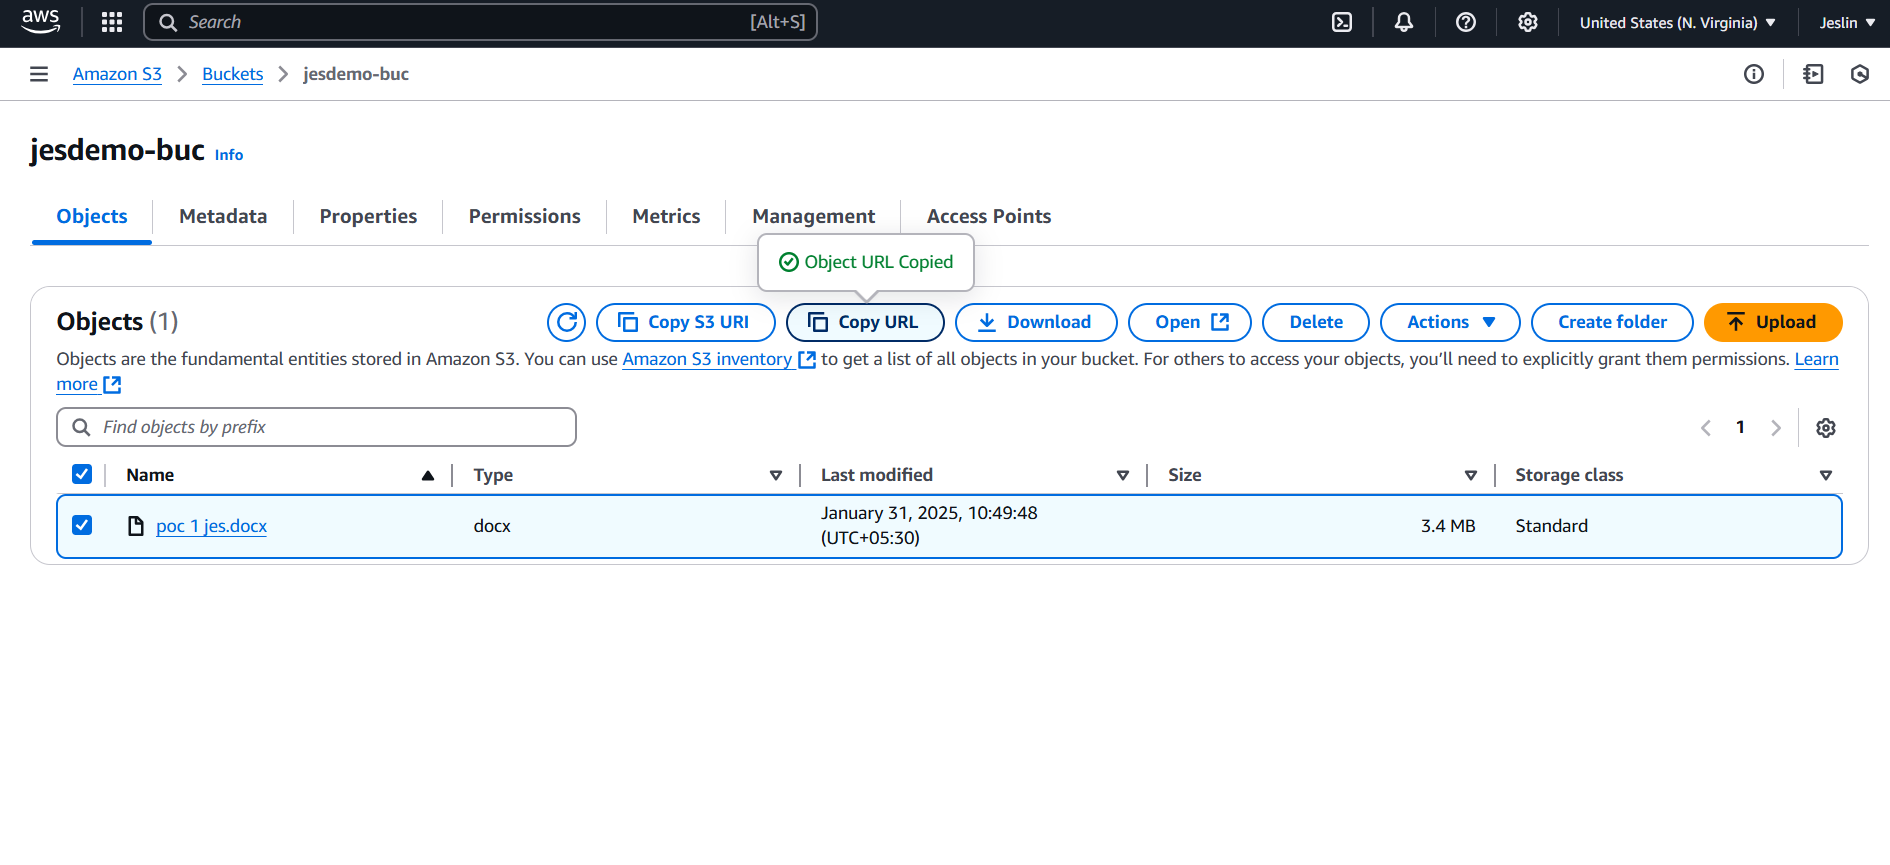 aws
Search [Alt+S]
United States (N. Virginia)
Jeslin
Amazon S3 Buckets jesdemo-buc
jesdemo-buc Info
Objects Metadata Properties Permissions Metrics Management Access Points
Object URL Copied
Objects (1)
Copy S3 URI Copy URL Download Open Delete Actions Create folder Upload
Objects are the fundamental entities stored in Amazon S3. You can use Amazon S3 inventory to get a list of all objects in your bucket. For others to access your objects, you’ll need to explicitly grant them permissions. Learn
more
Find objects by prefix
1
Name Type Last modified Size Storage class
poc 1 jes.docx docx January 31, 2025, 10:49:48 3.4 MB Standard
(UTC+05:30)